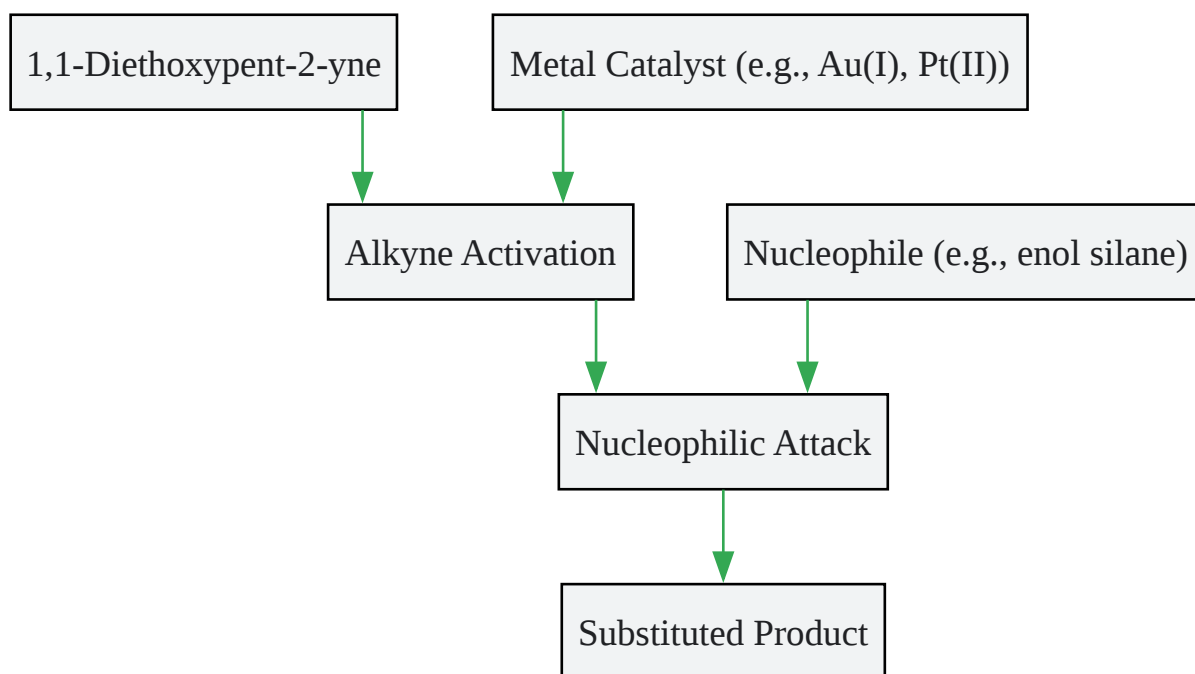 1,1-Diethoxypent-2-yne
Metal Catalyst (e.g., Au(I), Pt(II))
Alkyne Activation
Nucleophile (e.g., enol silane)
Nucleophilic Attack
Substituted Product